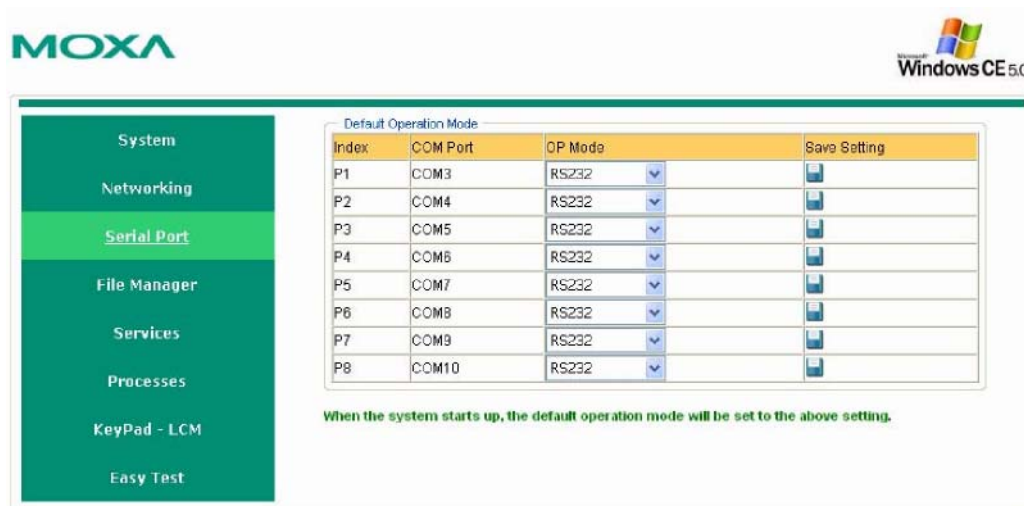 MOXA
Microsoft
Windows CE 5.0
System
Networking
Serial Port
File Manager
Services
Processes
KeyPad - LCM
Easy Test
Default Operation Mode
Index COM Port OP Mode Save Setting
P1 COM3 RS232
P2 COM4 RS232
P3 COM5 RS232
P4 COM6 RS232
P5 COM7 RS232
P6 COM8 RS232
P7 COM9 RS232
P8 COM10 RS232
When the system starts up, the default operation mode will be set to the above setting.